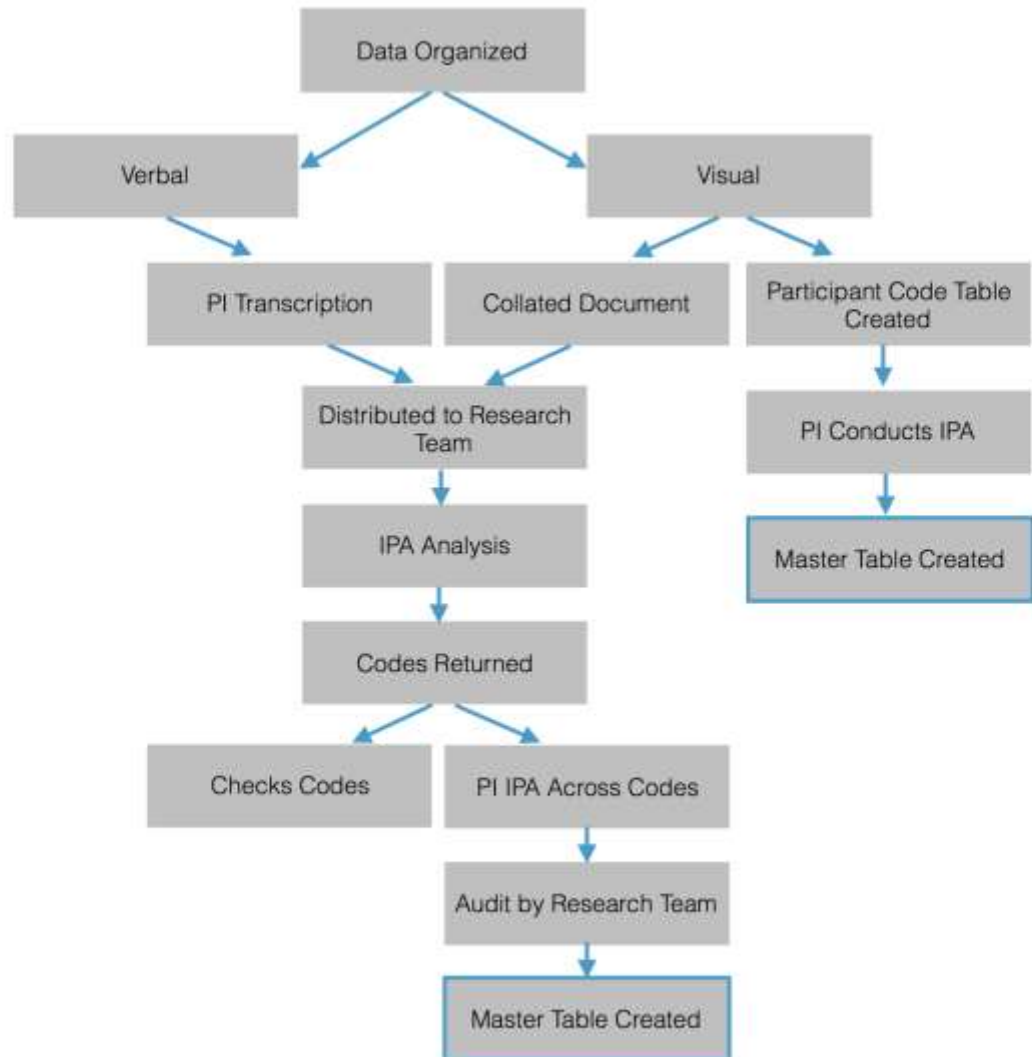 Data Organized
Verbal
Visual
PI Transcription
Collated Document
Participant Code Table
Created
Distributed to Research
Team
PI Conducts IPA
IPA Analysis
Master Table Created
Codes Returned
Checks Codes
PI IPA Across Codes
Audit by Research Team
Master Table Created